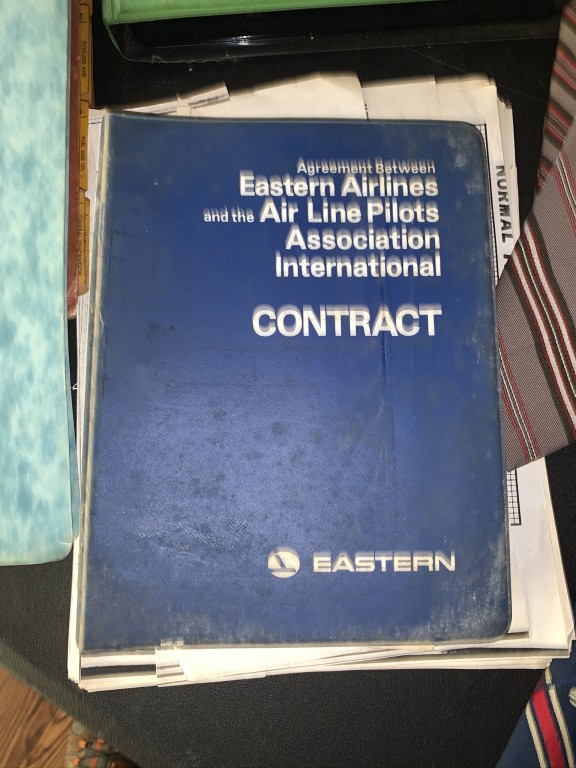 Agreement Between
Eastern Airlines
and the Air Line Pilots
Association
International
CONTRACT
EASTERN
NORMAL